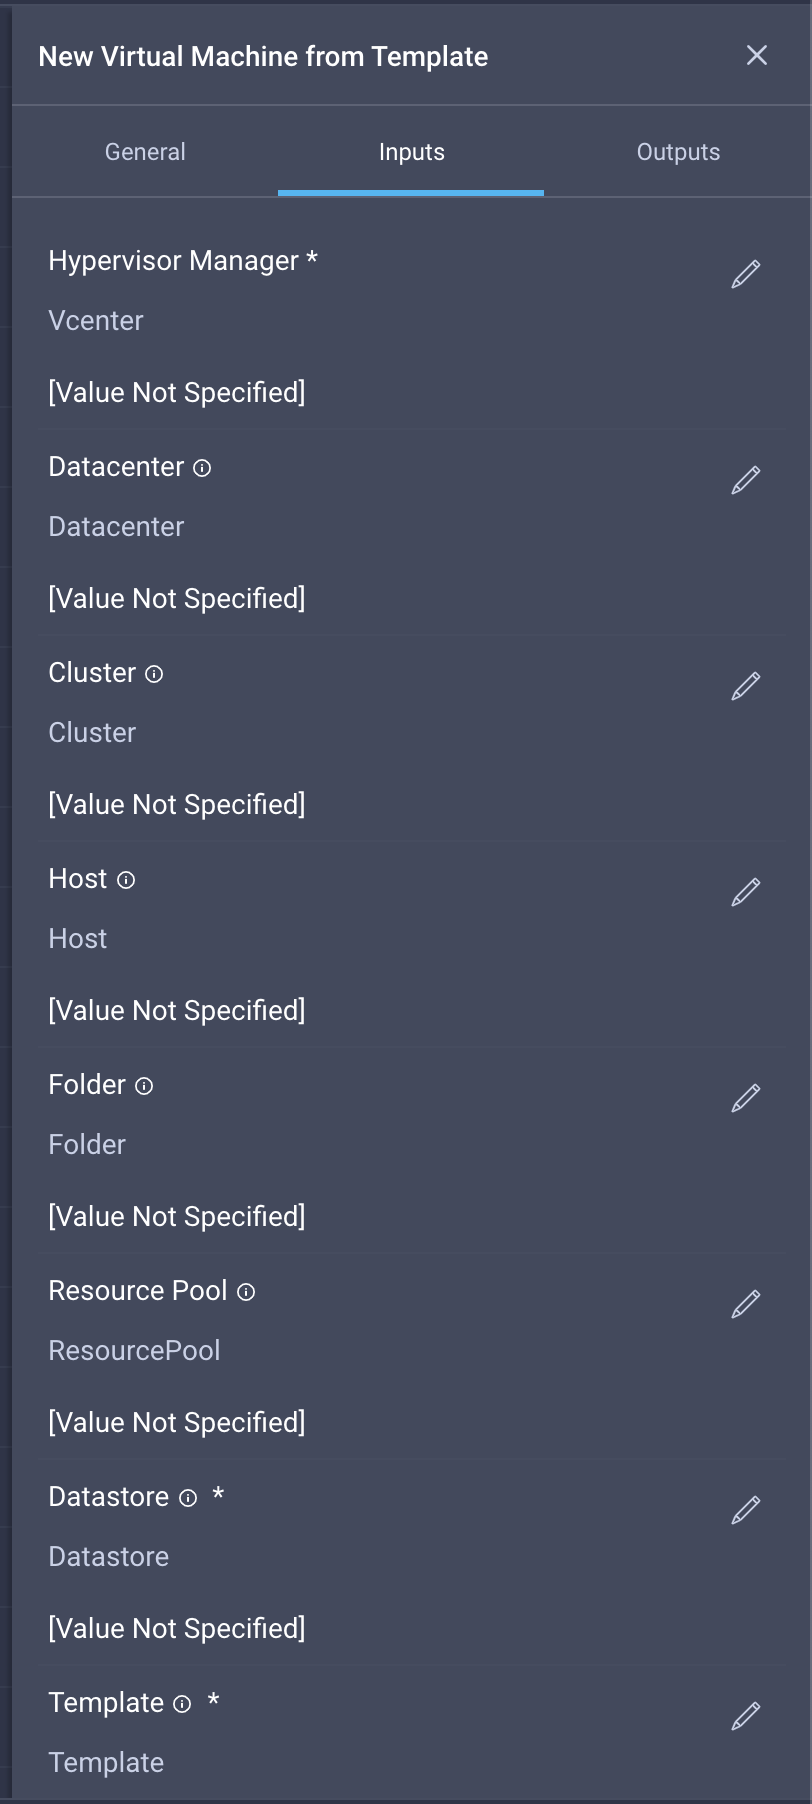 New Virtual Machine from Template
General Inputs Outputs
Hypervisor Manager *
Vcenter
[Value Not Specified]
Datacenter
Datacenter
[Value Not Specified]
Cluster
Cluster
[Value Not Specified]
Host
Host
[Value Not Specified]
Folder
Folder
[Value Not Specified]
Resource Pool
ResourcePool
[Value Not Specified]
Datastore *
Datastore
[Value Not Specified]
Template *
Template